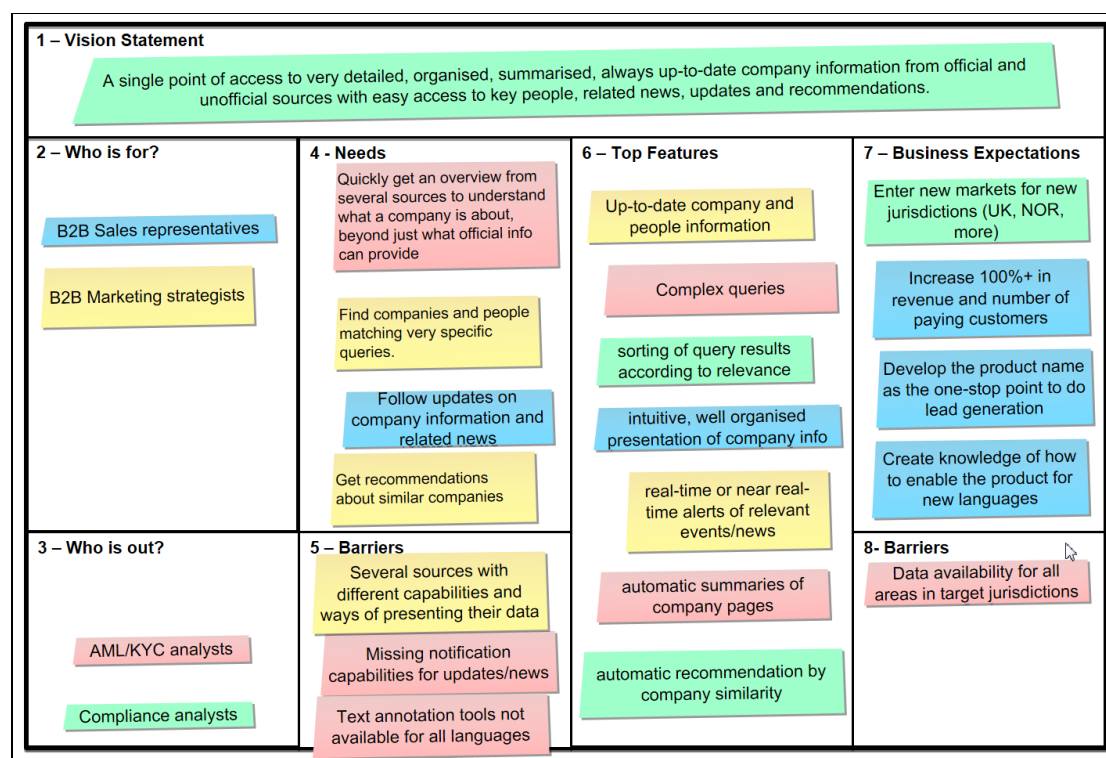 1 – Vision Statement
A single point of access to very detailed, organised, summarised, always up-to-date company information from official and
unofficial sources with easy access to key people, related news, updates and recommendations.
2 – Who is for?
B2B Sales representatives
B2B Marketing strategists
3 – Who is out?
AML/KYC analysts
Compliance analysts
4 - Needs
Quickly get an overview from
several sources to understand
what a company is about,
beyond just what official info
can provide
Find companies and people
matching very specific
queries.
Follow updates on
company information and
related news
Get recommendations
about similar companies
5 – Barriers
Several sources with
different capabilities and
ways of presenting their data
Missing notification
capabilities for updates/news
Text annotation tools not
available for all languages
6 – Top Features
Up-to-date company and
people information
Complex queries
sorting of query results
according to relevance
intuitive, well organised
presentation of company info
real-time or near real-
time alerts of relevant
events/news
automatic summaries of
company pages
automatic recommendation by
company similarity
7 – Business Expectations
Enter new markets for new
jurisdictions (UK, NOR,
more)
Increase 100%+ in
revenue and number of
paying customers
Develop the product name
as the one-stop point to do
lead generation
Create knowledge of how
to enable the product for
new languages
8- Barriers
Data availability for all
areas in target jurisdictions